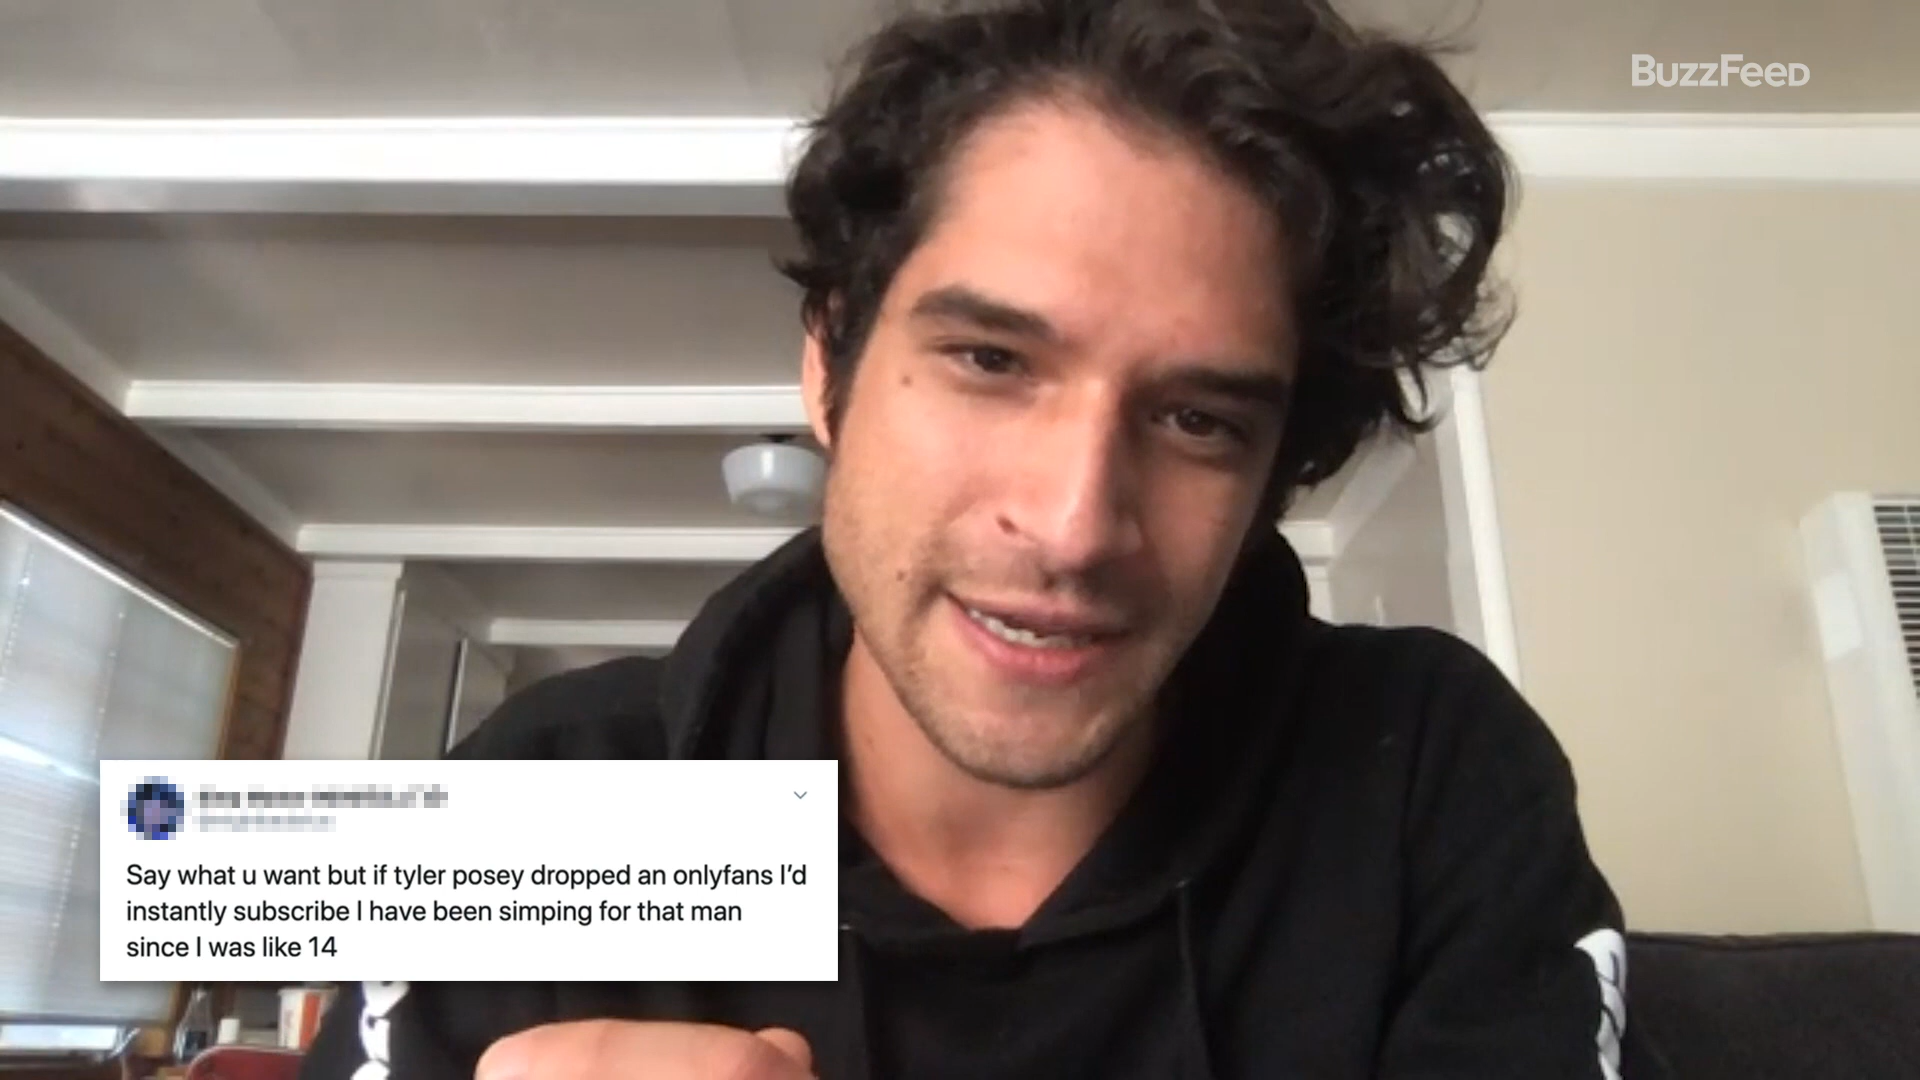 BuzzFeed
Say what u want but if tyler posey dropped an onlyfans I’d
instantly subscribe I have been simping for that man
since I was like 14